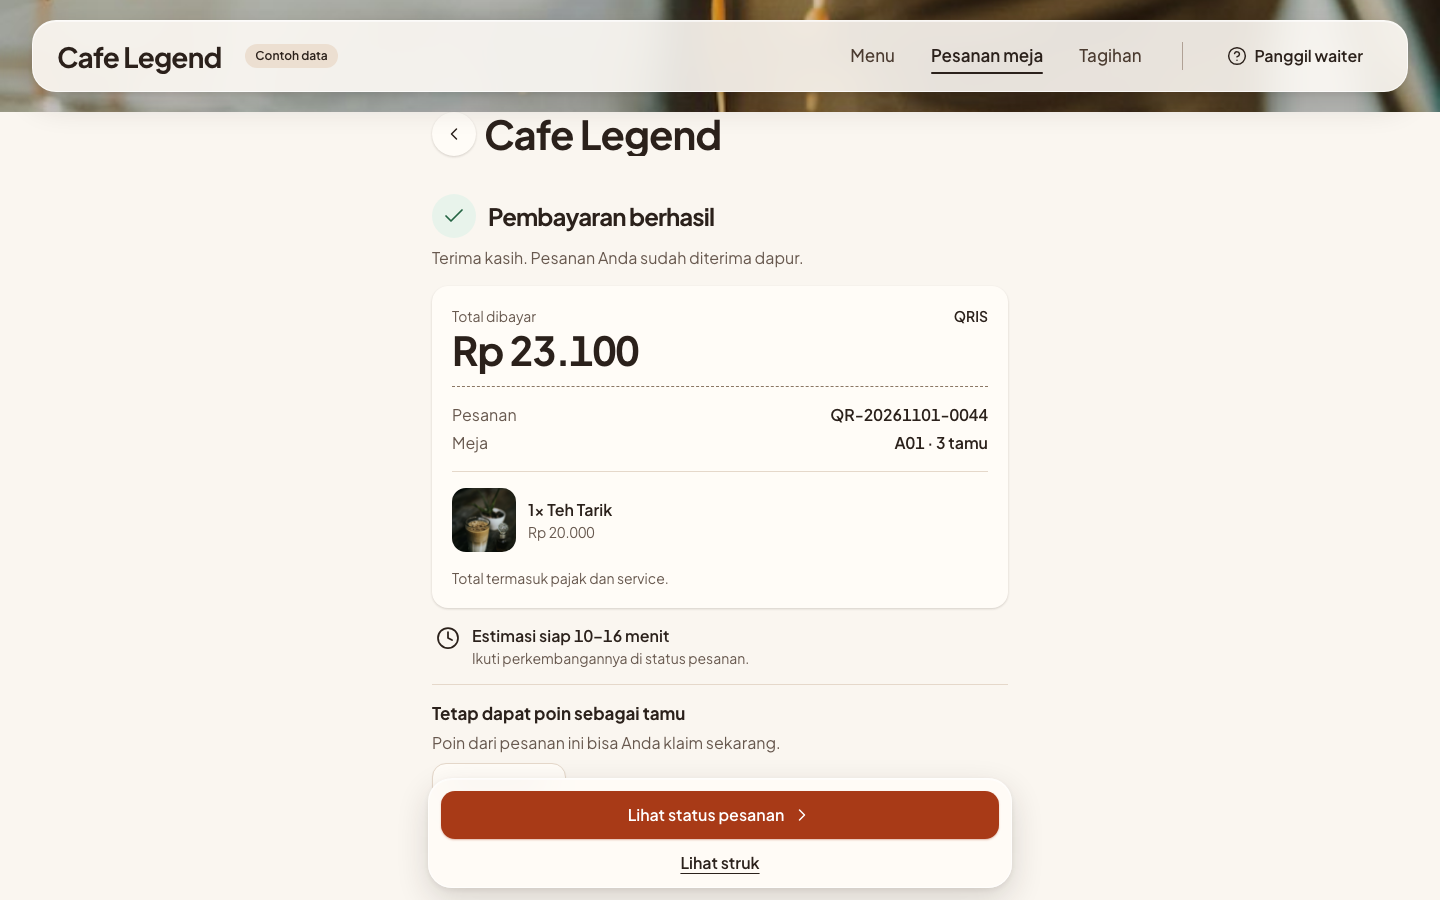 Cafe Legend
Contoh data
Menu
Pesanan meja
Tagihan
Panggil waiter
Cafe Legend
Pembayaran berhasil
Terima kasih. Pesanan Anda sudah diterima dapur.
Total dibayar
QRIS
Rp 23.100
Pesanan
QR-20261101-0044
Meja
A01 · 3 tamu
1× Teh Tarik
Rp 20.000
Total termasuk pajak dan service.
Estimasi siap 10–16 menit
Ikuti perkembangannya di status pesanan.
Tetap dapat poin sebagai tamu
Poin dari pesanan ini bisa Anda klaim sekarang.
Lihat status pesanan
Lihat struk